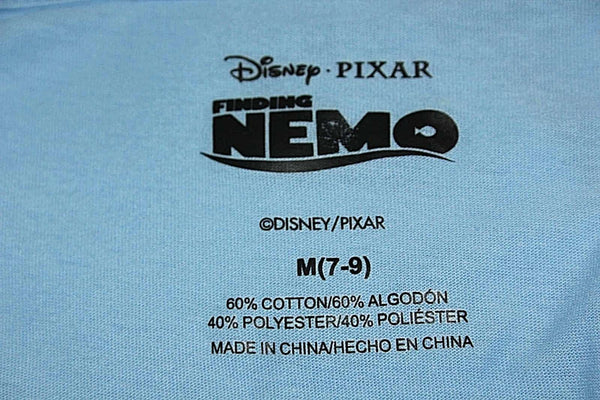 Disney · PIXAR
FINDING
NEMO
©DISNEY/PIXAR
M(7-9)
60% COTTON/60% ALGODÓN
40% POLYESTER/40% POLIÉSTER
MADE IN CHINA/HECHO EN CHINA